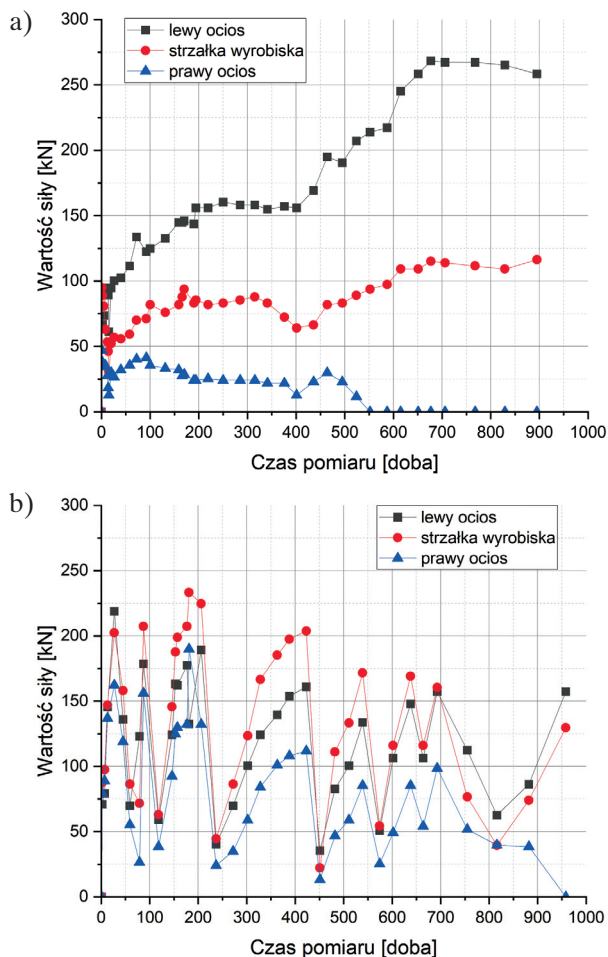 a)
300
250
200
150
100
50
0
Wartość siły [kN]
lewy ocios
strzałka wyrobiska
prawy ocios
0 100 200 300 400 500 600 700 800 900 1000
Czas pomiaru [doba]
b)
300
250
200
150
100
50
0
Wartość siły [kN]
lewy ocios
strzałka wyrobiska
prawy ocios
0 100 200 300 400 500 600 700 800 900 1000
Czas pomiaru [doba]